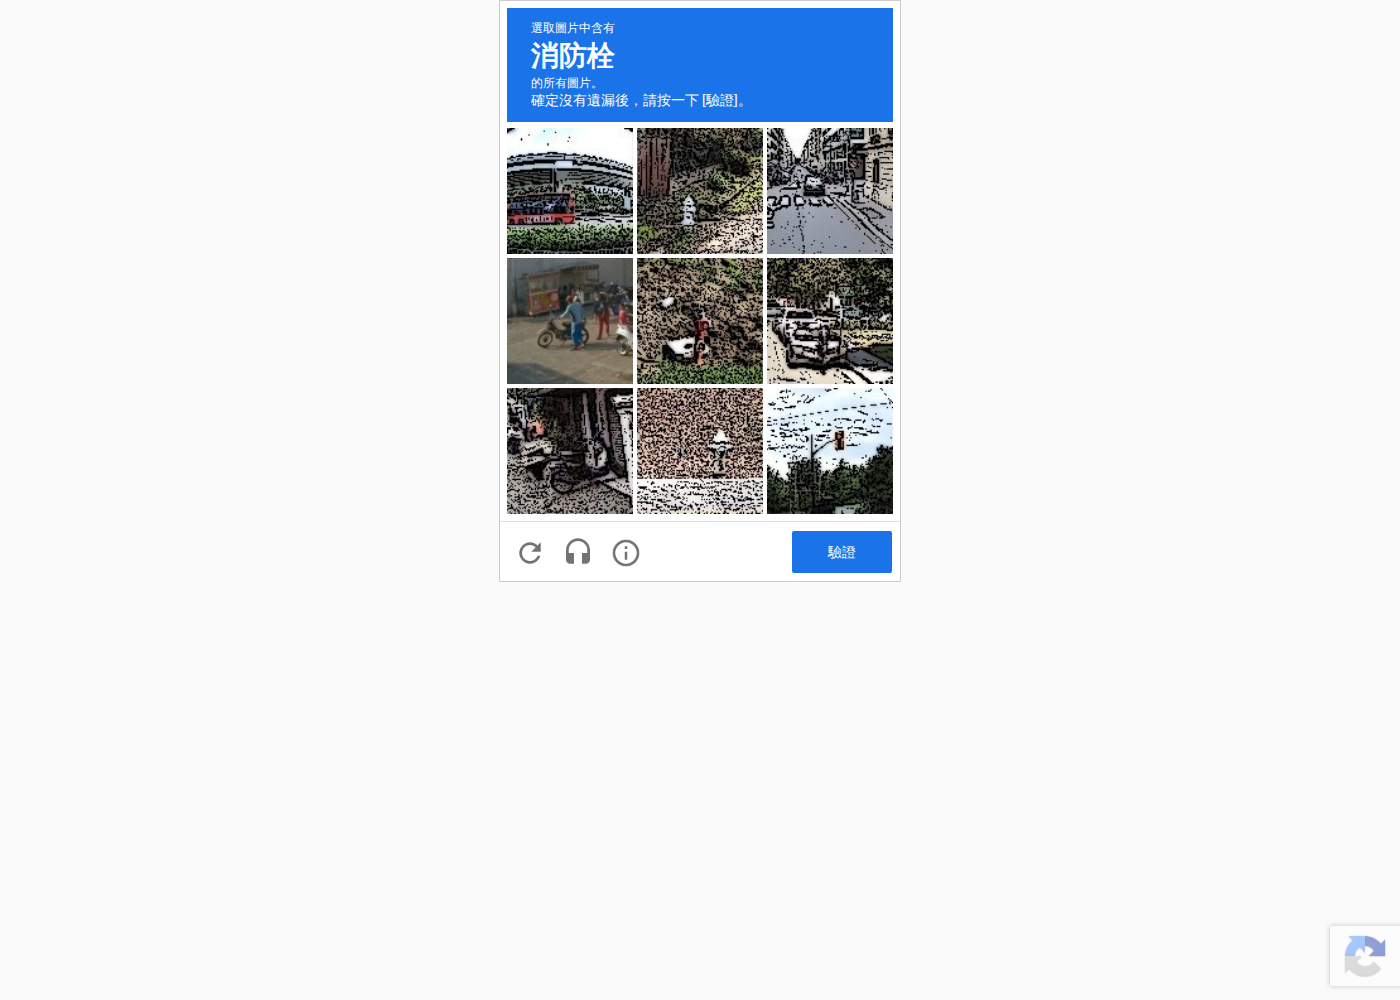 選取圖片中含有
消防栓
的所有圖片。
確定沒有遺漏後，請按一下 [驗證]。
驗證